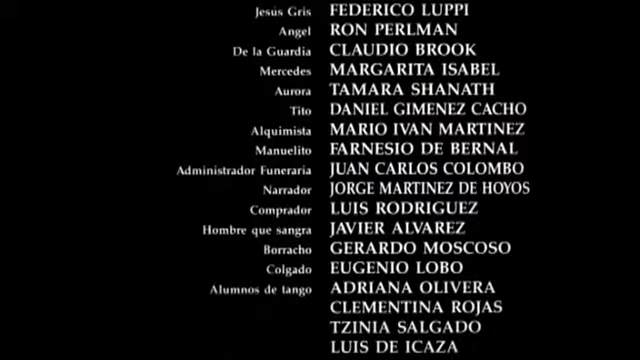 Jesús Gris FEDERICO LUPPI
Angel RON PERLMAN
De la Guardia CLAUDIO BROOK
Mercedes MARGARITA ISABEL
Aurora TAMARA SHANATH
Tito DANIEL GIMENEZ CACHO
Alquimista MARIO IVAN MARTINEZ
Manuelito FARNESIO DE BERNAL
Administrador Funeraria JUAN CARLOS COLOMBO
Narrador JORGE MARTINEZ DE HOYOS
Comprador LUIS RODRIGUEZ
Hombre que sangra JAVIER ALVAREZ
Borracho GERARDO MOSCOSO
Colgado EUGENIO LOBO
Alumnos de tango ADRIANA OLIVERA
CLEMENTINA ROJAS
TZINIA SALGADO
LUIS DE ICAZA